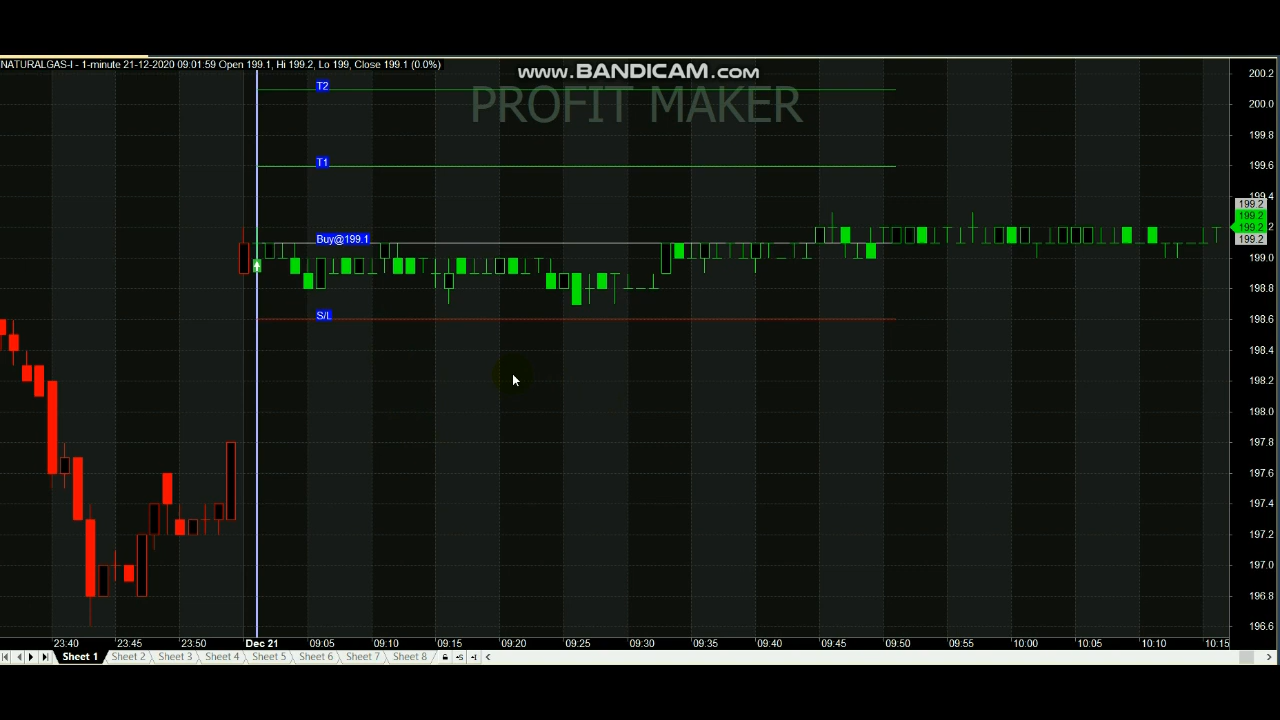 NATURALGAS-I - 1-minute 21-12-2020 09:01:59 Open 199.1, Hi 199.2, Lo 199, Close 199.1 (0.0%)
www.BANDICAM.com
PROFIT MAKER
T2
T1
Buy@199.1
S/L
200.2
200.0
199.8
199.6
199.4
199.2
199.2
199.2
199.2
199.0
198.8
198.6
198.4
198.2
198.0
197.8
197.6
197.4
197.2
197.0
196.8
196.6
23:40 23:45 23:50 Dec 21 09:05 09:10 09:15 09:20 09:25 09:30 09:35 09:40 09:45 09:50 09:55 10:00 10:05 10:10 10:15
Sheet 1 Sheet 2 Sheet 3 Sheet 4 Sheet 5 Sheet 6 Sheet 7 Sheet 8